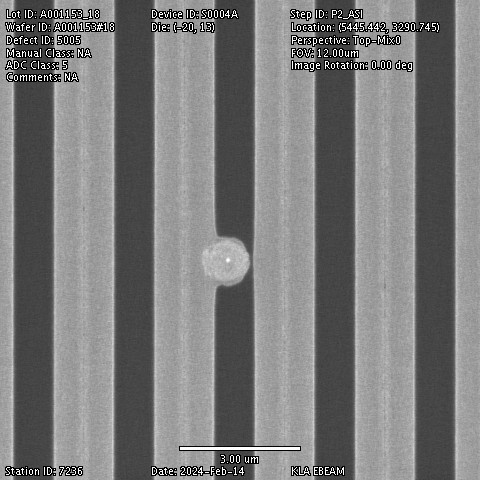 Lot ID: A001153_18
Wafer ID: A001153#18
Defect ID: 5005
Manual Class: NA
ADC Class: 5
Comments: NA
Device ID: S0004A
Die: (-20, 15)
Step ID: P2_ASI
Location: (5445.442, 3290.745)
Perspective: Top-Mix0
FOV: 12.00um
Image Rotation: 0.00 deg
3.00 um
Station ID: 7236
Date: 2024-Feb-14
KLA EBEAM